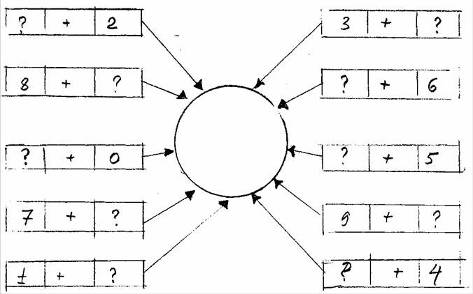 ? + 2
3 + ?
8 + ?
? + 6
? + 0
? + 5
7 + ?
9 + ?
1 + ?
? + 4